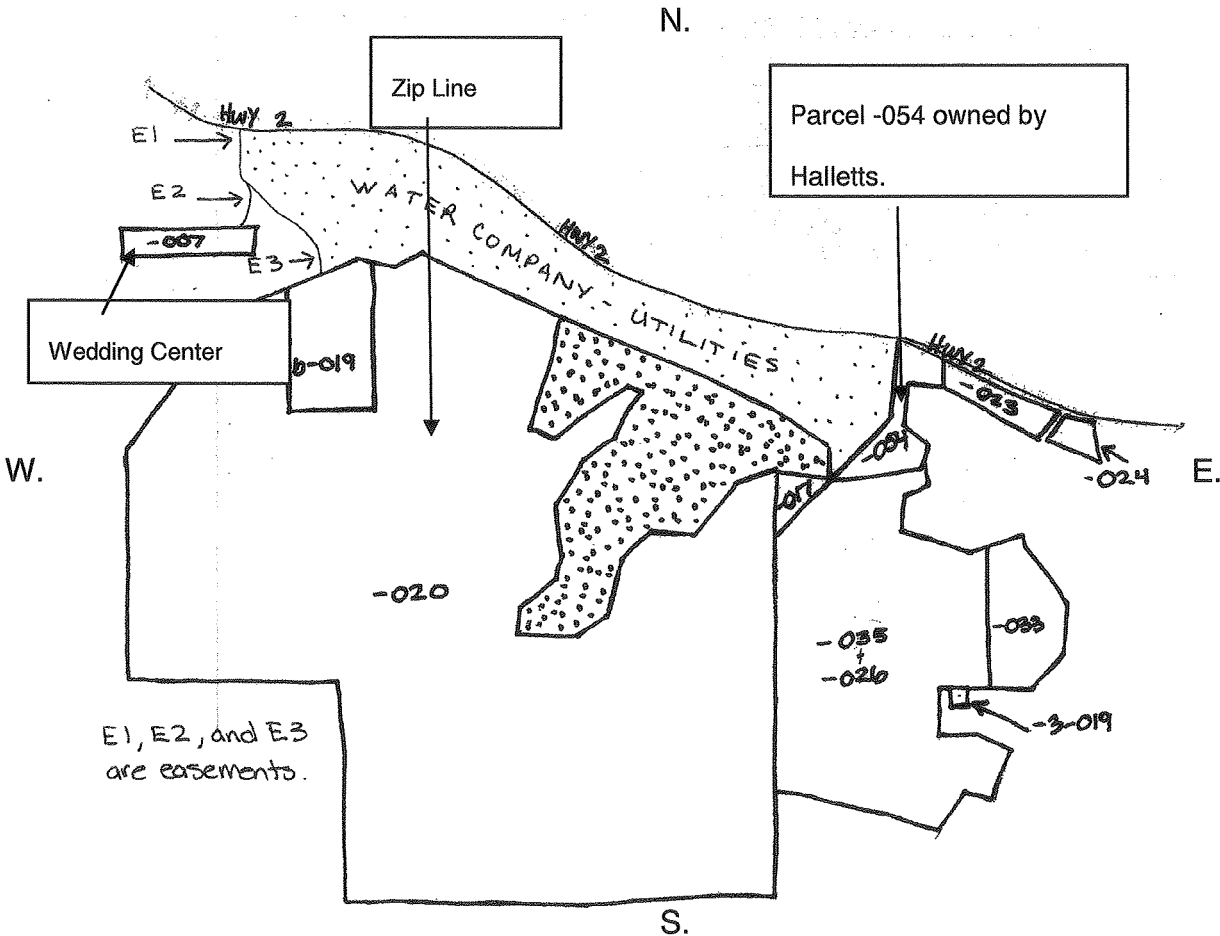 N.
Zip Line
Parcel -054 owned by
Halletts.
Hwy 2
E1
E2
WATER COMPANY - UTILITIES
Hwy 2
-007
E3
Wedding Center
6-019
Hwy 2
-023
-054
-024
W.
E.
-017
-020
-033
-035
+
-026
-3-019
E1, E2, and E3
are easements.
S.